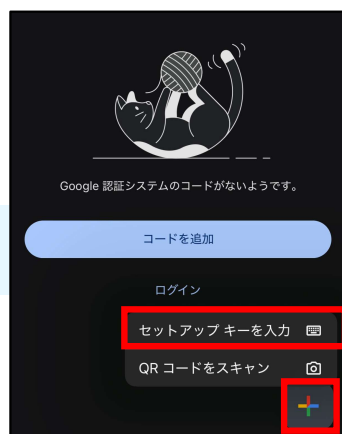 Google 認証システムのコードがないようです。
コードを追加
ログイン
セットアップ キーを入力
QR コードをスキャン